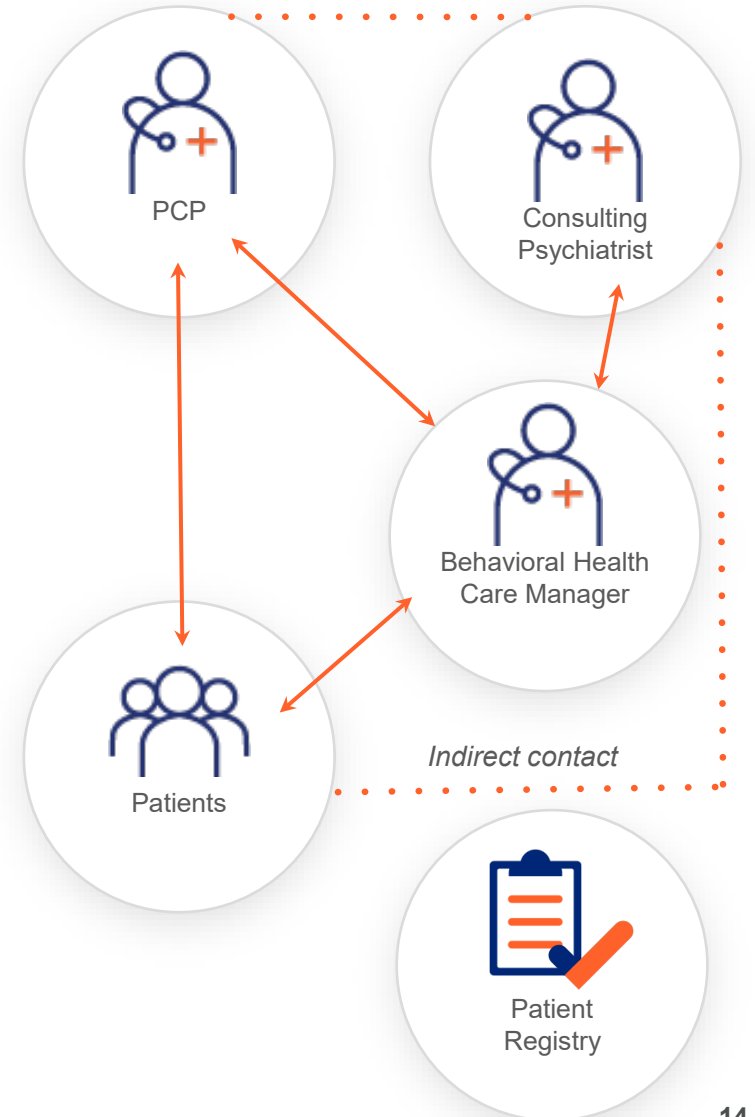 PCP
Consulting
Psychiatrist
Behavioral Health
Care Manager
Indirect contact
Patients
Patient
Registry
14